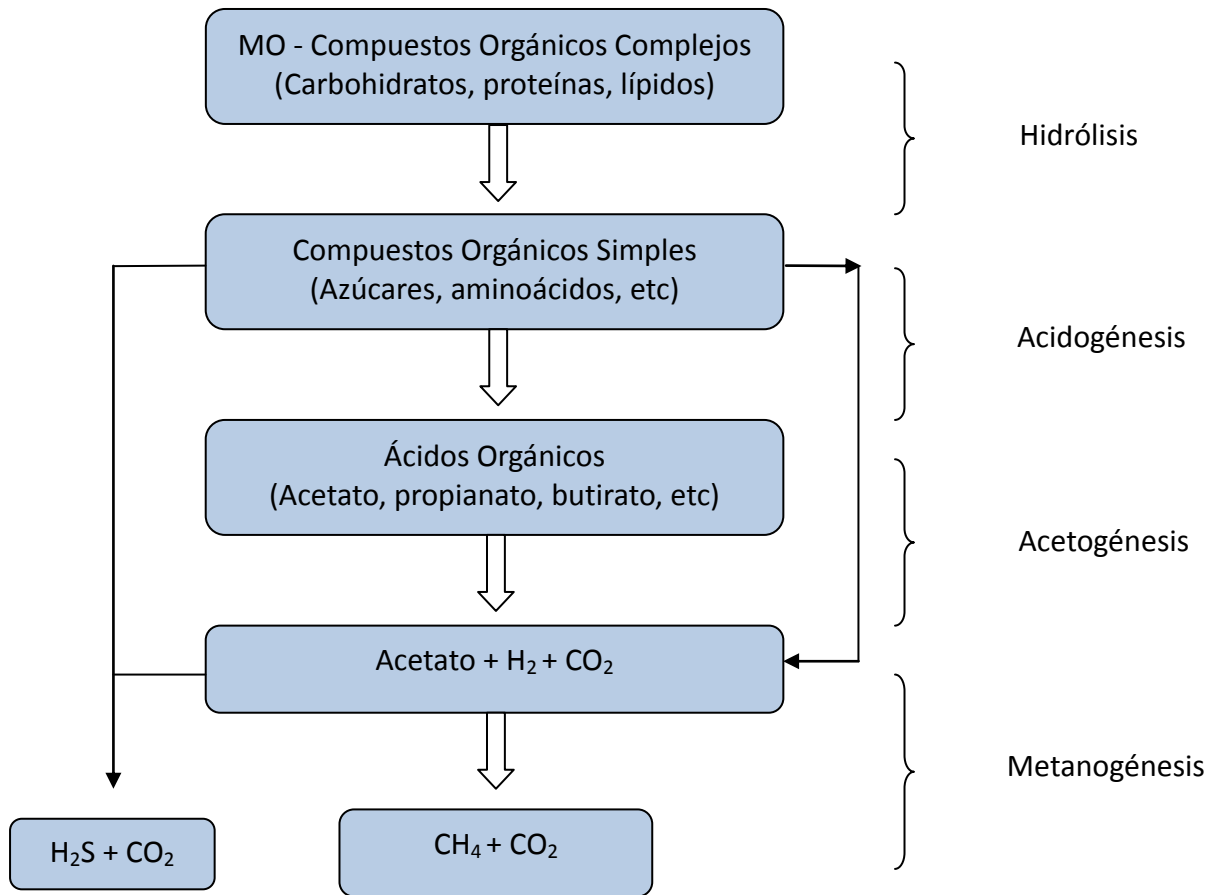 MO - Compuestos Orgánicos Complejos
(Carbohidratos, proteínas, lípidos)
Hidrólisis
Compuestos Orgánicos Simples
(Azúcares, aminoácidos, etc)
Acidogénesis
Ácidos Orgánicos
(Acetato, propianato, butirato, etc)
Acetogénesis
Acetato + H₂ + CO₂
Metanogénesis
H₂S + CO₂
CH₄ + CO₂